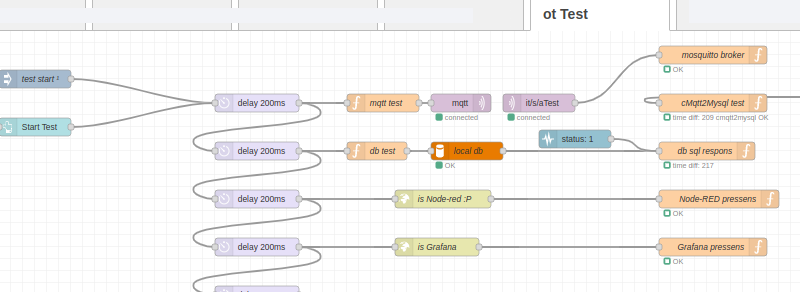 ot Test
mosquitto broker
OK
test start ¹
delay 200ms
mqtt test
mqtt
connected
it/s/aTest
connected
cMqtt2Mysql test
time diff: 209 cmqtt2mysql OK
Start Test
status: 1
delay 200ms
db test
local db
OK
db sql respons
time diff: 217
delay 200ms
is Node-red :P
Node-RED pressens
OK
delay 200ms
is Grafana
Grafana pressens
OK